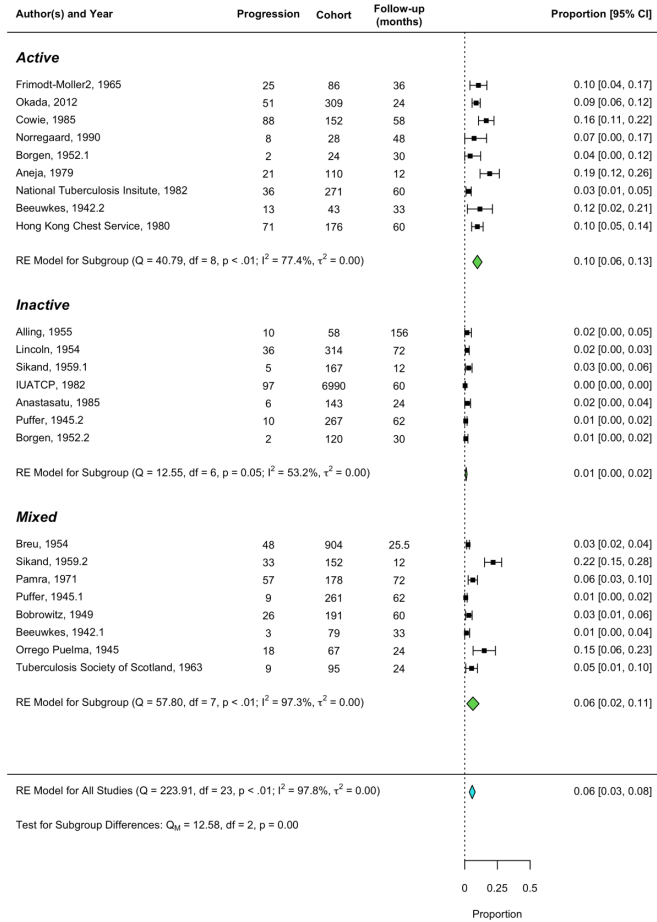 Author(s) and Year Progression Cohort Follow-up (months) Proportion [95% CI]
Active
Frimodt-Moller2, 1965 25 86 36 0.10 [0.04, 0.17]
Okada, 2012 51 309 24 0.09 [0.06, 0.12]
Cowie, 1985 88 152 58 0.16 [0.11, 0.22]
Norregaard, 1990 8 28 48 0.07 [0.00, 0.17]
Borgen, 1952.1 2 24 30 0.04 [0.00, 0.12]
Aneja, 1979 21 110 12 0.19 [0.12, 0.26]
National Tuberculosis Insitute, 1982 36 271 60 0.03 [0.01, 0.05]
Beeuwkes, 1942.2 13 43 33 0.12 [0.02, 0.21]
Hong Kong Chest Service, 1980 71 176 60 0.10 [0.05, 0.14]
RE Model for Subgroup (Q = 40.79, df = 8, p < .01; I² = 77.4%, τ² = 0.00) 0.10 [0.06, 0.13]
Inactive
Alling, 1955 10 58 156 0.02 [0.00, 0.05]
Lincoln, 1954 36 314 72 0.02 [0.00, 0.03]
Sikand, 1959.1 5 167 12 0.03 [0.00, 0.06]
IUATCP, 1982 97 6990 60 0.00 [0.00, 0.00]
Anastasatu, 1985 6 143 24 0.02 [0.00, 0.04]
Puffer, 1945.2 10 267 62 0.01 [0.00, 0.02]
Borgen, 1952.2 2 120 30 0.01 [0.00, 0.02]
RE Model for Subgroup (Q = 12.55, df = 6, p = 0.05; I² = 53.2%, τ² = 0.00) 0.01 [0.00, 0.02]
Mixed
Breu, 1954 48 904 25.5 0.03 [0.02, 0.04]
Sikand, 1959.2 33 152 12 0.22 [0.15, 0.28]
Pamra, 1971 57 178 72 0.06 [0.03, 0.10]
Puffer, 1945.1 9 261 62 0.01 [0.00, 0.02]
Bobrowitz, 1949 26 191 60 0.03 [0.01, 0.06]
Beeuwkes, 1942.1 3 79 33 0.01 [0.00, 0.04]
Orrego Puelma, 1945 18 67 24 0.15 [0.06, 0.23]
Tuberculosis Society of Scotland, 1963 9 95 24 0.05 [0.01, 0.10]
RE Model for Subgroup (Q = 57.80, df = 7, p < .01; I² = 97.3%, τ² = 0.00) 0.06 [0.02, 0.11]
RE Model for All Studies (Q = 223.91, df = 23, p < .01; I² = 97.8%, τ² = 0.00) 0.06 [0.03, 0.08]
Test for Subgroup Differences: Q_M = 12.58, df = 2, p = 0.00
0 0.25 0.5
Proportion